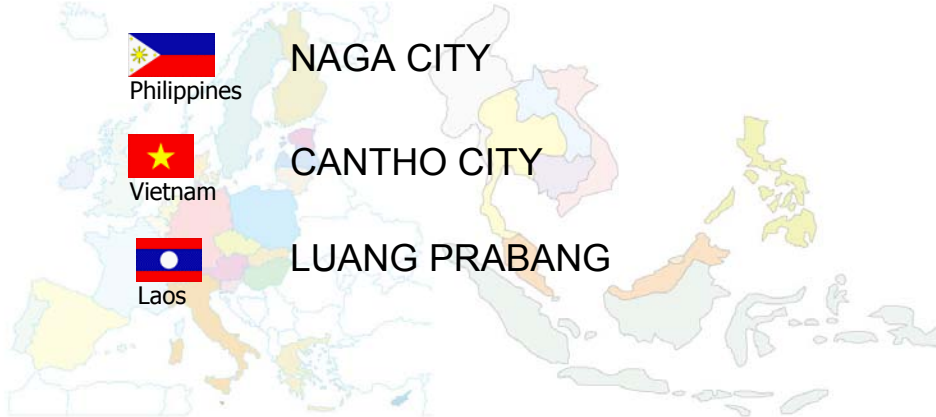 NAGA CITY
Philippines
CANTHO CITY
Vietnam
LUANG PRABANG
Laos